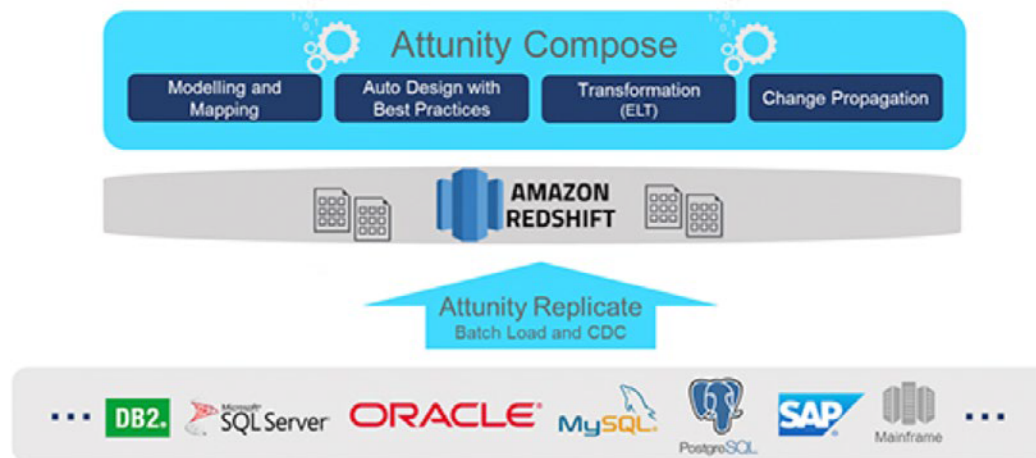 Attunity Compose
Modelling and
Mapping
Auto Design with
Best Practices
Transformation
(ELT)
Change Propagation
AMAZON
REDSHIFT
Attunity Replicate
Batch Load and CDC
... DB2. Microsoft SQL Server ORACLE MySQL PostgreSQL SAP Mainframe ...